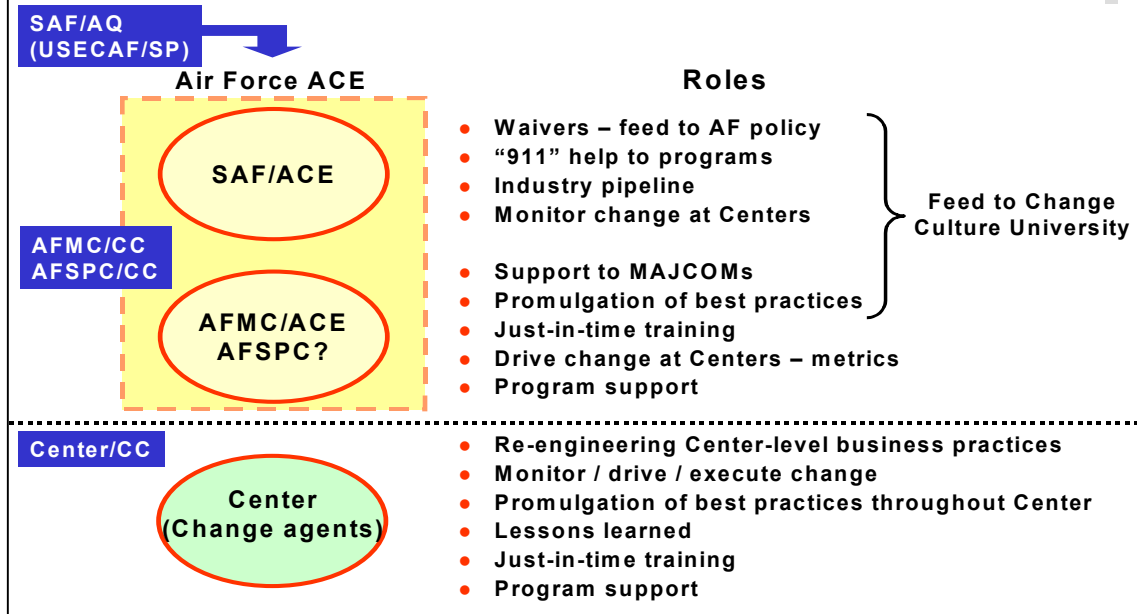 SAF/AQ
(USECAF/SP)
Air Force ACE
Roles
SAF/ACE
• Waivers – feed to AF policy
• “911” help to programs
• Industry pipeline
• Monitor change at Centers
Feed to Change
Culture University
AFMC/CC
AFSPC/CC
AFMC/ACE
AFSPC?
• Support to MAJCOMs
• Promulgation of best practices
• Just-in-time training
• Drive change at Centers – metrics
• Program support
Center/CC
Center
(Change agents)
• Re-engineering Center-level business practices
• Monitor / drive / execute change
• Promulgation of best practices throughout Center
• Lessons learned
• Just-in-time training
• Program support